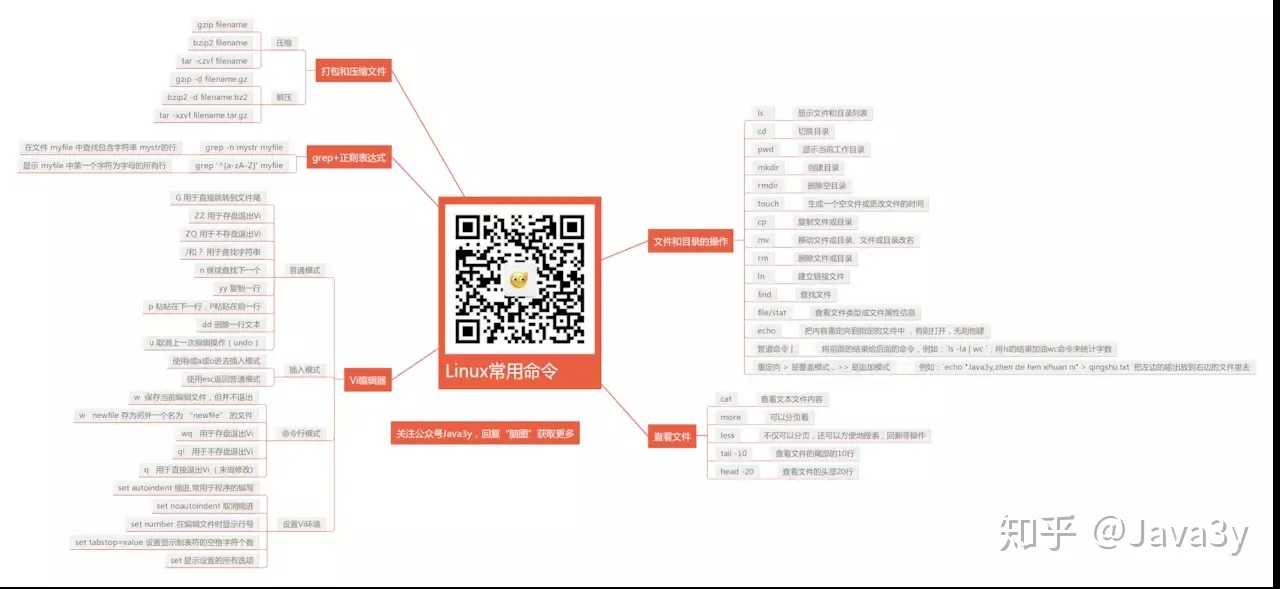 gzip filename
bzip2 filename
tar -czvf filename
压缩
gzip -d filename.gz
bzip2 -d filename.bz2
tar -xzvf filename.tar.gz
解压
打包和压缩文件
在文件 myfile 中查找包含字符串 mystr的行
grep -n mystr myfile
显示 myfile 中第一个字符为字母的所有行
grep '^[a-zA-Z]' myfile
grep+正则表达式
G 用于直接跳转到文件尾
ZZ 用于存盘退出Vi
ZQ 用于不存盘退出Vi
/和？用于查找字符串
n 继续查找下一个
yy 复制一行
p 粘帖在下一行，P粘贴在前一行
dd 删除一行文本
u 取消上一次编辑操作（undo）
普通模式
使用i或a或o进去插入模式
使用esc返回普通模式
插入模式
w 保存当前编辑文件，但并不退出
w newfile 存为另外一个名为 “newfile” 的文件
wq 用于存盘退出Vi
q! 用于不存盘退出Vi
q 用于直接退出Vi（未做修改）
命令行模式
set autoindent 缩进,常用于程序的编写
set noautoindent 取消缩进
set number 在编辑文件时显示行号
set tabstop=value 设置显示制表符的空格字符个数
set 显示设置的所有选项
设置Vi环境
Vi编辑器
Linux常用命令
关注公众号Java3y，回复“脑图”获取更多
文件和目录的操作
ls 显示文件和目录列表
cd 切换目录
pwd 显示当前工作目录
mkdir 创建目录
rmdir 删除空目录
touch 生成一个空文件或更改文件的时间
cp 复制文件或目录
mv 移动文件或目录、文件或目录改名
rm 删除文件或目录
ln 建立链接文件
find 查找文件
file/stat 查看文件类型或文件属性信息
echo 把内容重定向到指定的文件中，有则打开，无则创建
管道命令 | 将前面的结果给后面的命令，例如：`ls -la | wc `，将ls的结果加油wc命令来统计字数
重定向 > 是覆盖模式，>> 是追加模式 例如：`echo "Java3y,zhen de hen xihuan ni" > qingshu.txt`把左边的输出放到右边的文件里去
查看文件
cat 查看文本文件内容
more 可以分页看
less 不仅可以分页，还可以方便地搜索，回翻等操作
tail -10 查看文件的尾部的10行
head -20 查看文件的头部20行
知乎 @Java3y